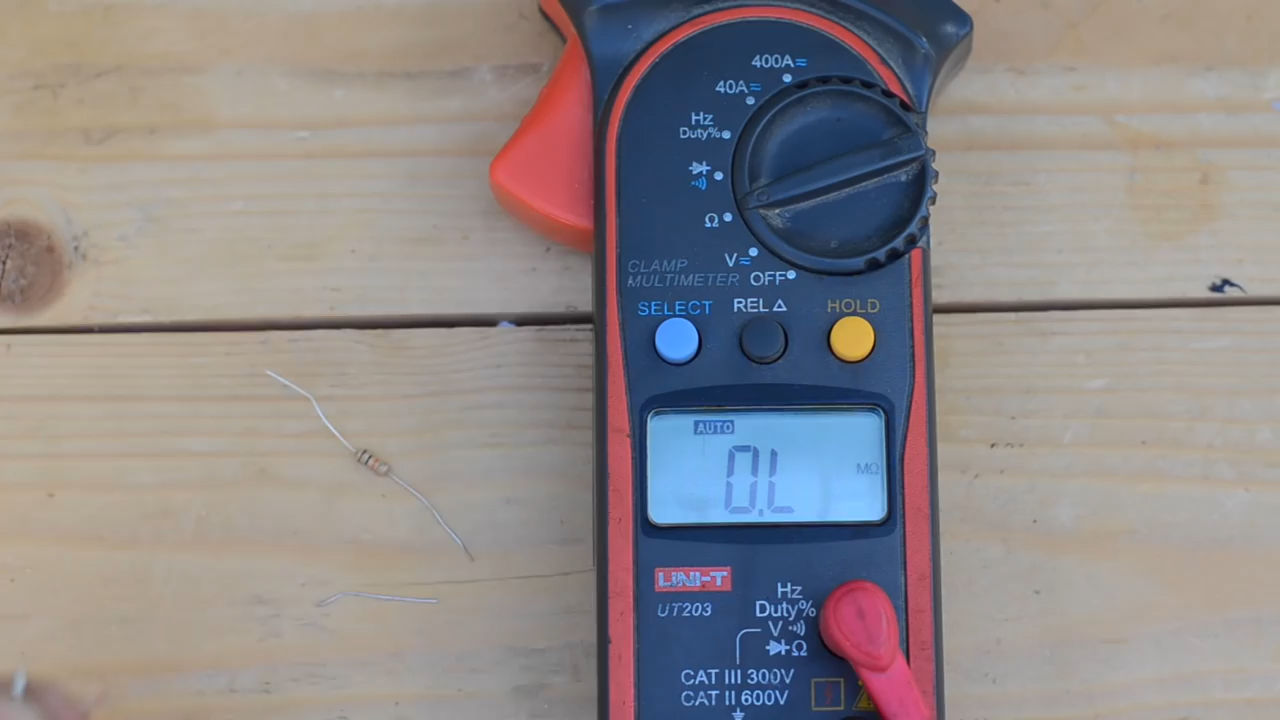 400A≂
40A≂
Hz
Duty%
Ω
V≂
OFF
CLAMP
MULTIMETER
SELECT REL△ HOLD
AUTO
0.L MΩ
UNI-T
UT203
Hz
Duty%
V
Ω
CAT III 300V
CAT II 600V